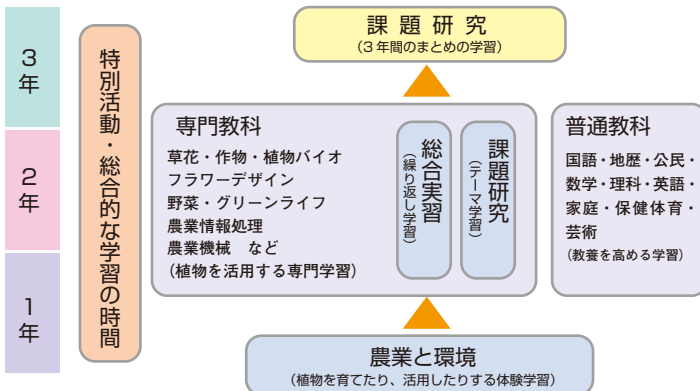 3年
2年
1年
特別活動・総合的な学習の時間
課題研究
(3年間のまとめの学習)
専門教科
草花・作物・植物バイオ
フラワーデザイン
野菜・グリーンライフ
農業情報処理
農業機械　など
(植物を活用する専門学習)
総合実習
(繰り返し学習)
課題研究
(テーマ学習)
普通教科
国語・地歴・公民・
数学・理科・英語・
家庭・保健体育・
芸術
(教養を高める学習)
農業と環境
(植物を育てたり、活用したりする体験学習)